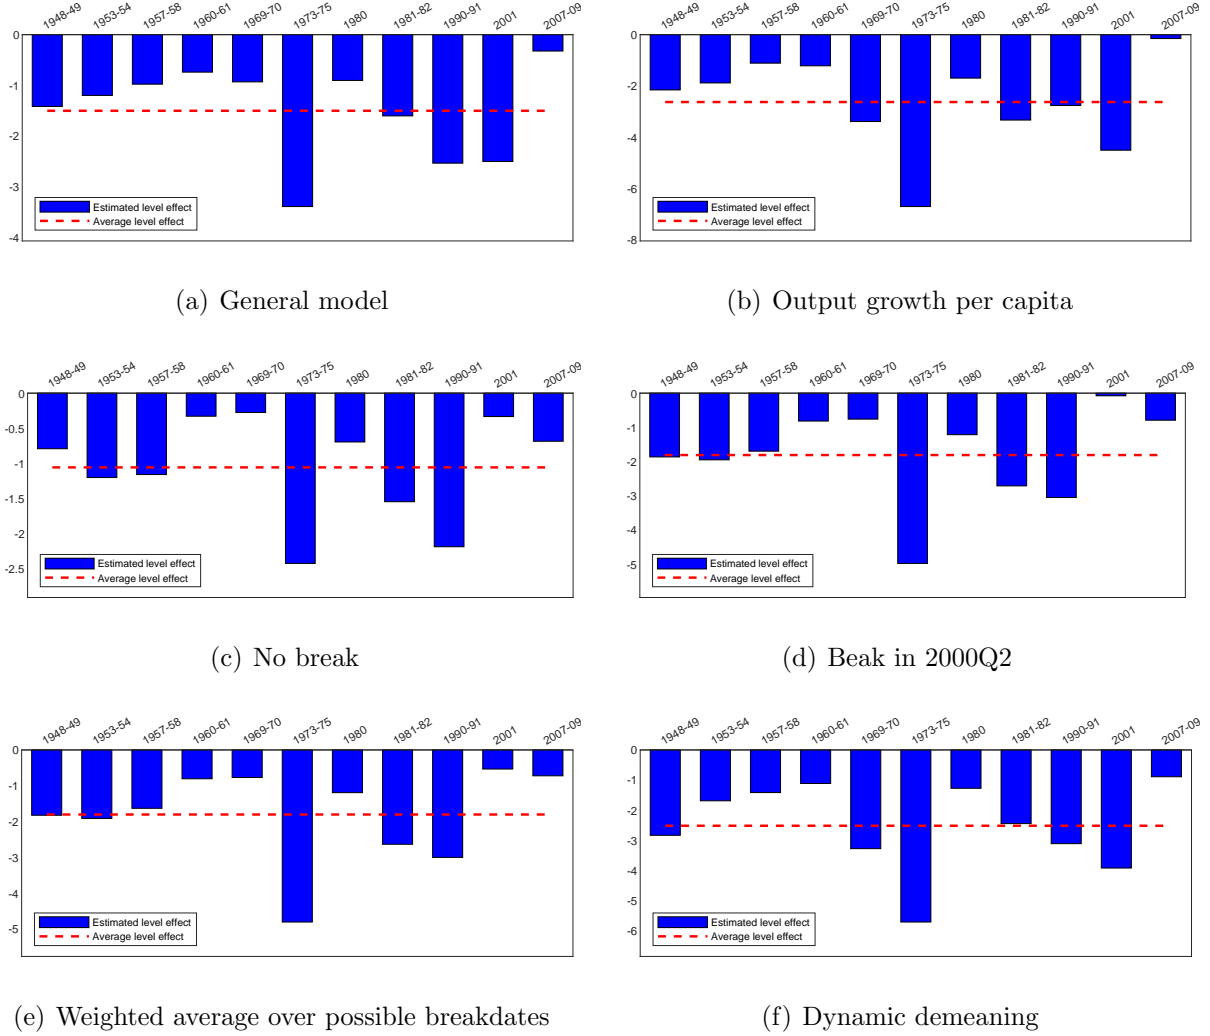 1948-49 1953-54 1957-58 1960-61 1969-70 1973-75 1980 1981-82 1990-91 2001 2007-09
0
-1
-2
-3
-4
Estimated level effect
Average level effect
(a) General model
1948-49 1953-54 1957-58 1960-61 1969-70 1973-75 1980 1981-82 1990-91 2001 2007-09
0
-2
-4
-6
-8
Estimated level effect
Average level effect
(b) Output growth per capita
1948-49 1953-54 1957-58 1960-61 1969-70 1973-75 1980 1981-82 1990-91 2001 2007-09
0
-0.5
-1
-1.5
-2
-2.5
Estimated level effect
Average level effect
(c) No break
1948-49 1953-54 1957-58 1960-61 1969-70 1973-75 1980 1981-82 1990-91 2001 2007-09
0
-1
-2
-3
-4
-5
Estimated level effect
Average level effect
(d) Beak in 2000Q2
1948-49 1953-54 1957-58 1960-61 1969-70 1973-75 1980 1981-82 1990-91 2001 2007-09
0
-1
-2
-3
-4
-5
Estimated level effect
Average level effect
(e) Weighted average over possible breakdates
1948-49 1953-54 1957-58 1960-61 1969-70 1973-75 1980 1981-82 1990-91 2001 2007-09
0
-1
-2
-3
-4
-5
-6
Estimated level effect
Average level effect
(f) Dynamic demeaning